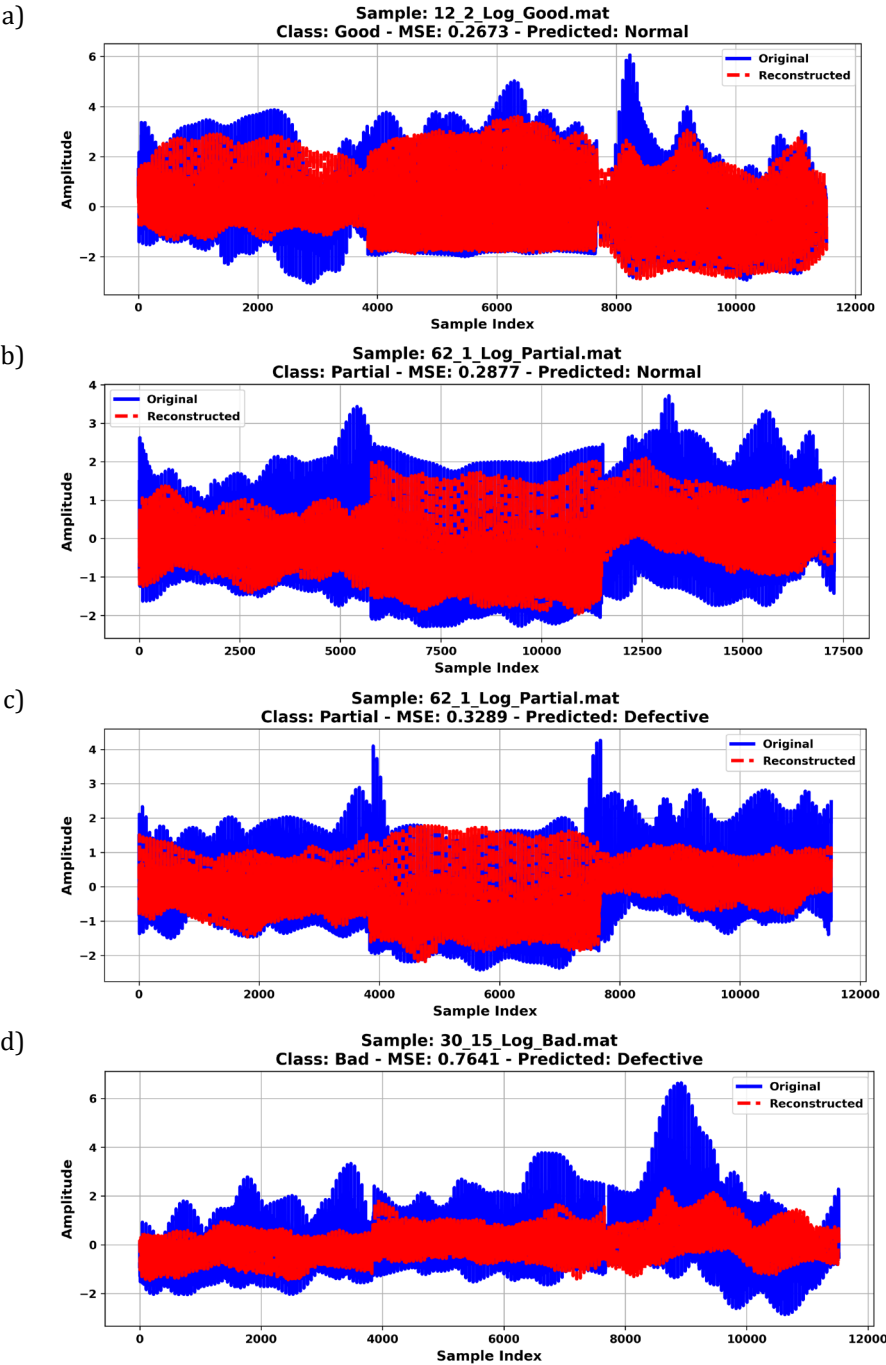 a)
Sample: 12_2_Log_Good.mat
Class: Good - MSE: 0.2673 - Predicted: Normal
Original
Reconstructed
Amplitude
6
4
2
0
−2
0 2000 4000 6000 8000 10000 12000
Sample Index
b)
Sample: 62_1_Log_Partial.mat
Class: Partial - MSE: 0.2877 - Predicted: Normal
Original
Reconstructed
Amplitude
4
3
2
1
0
−1
−2
0 2500 5000 7500 10000 12500 15000 17500
Sample Index
c)
Sample: 62_1_Log_Partial.mat
Class: Partial - MSE: 0.3289 - Predicted: Defective
Original
Reconstructed
Amplitude
4
3
2
1
0
−1
−2
0 2000 4000 6000 8000 10000 12000
Sample Index
d)
Sample: 30_15_Log_Bad.mat
Class: Bad - MSE: 0.7641 - Predicted: Defective
Original
Reconstructed
Amplitude
6
4
2
0
−2
0 2000 4000 6000 8000 10000 12000
Sample Index